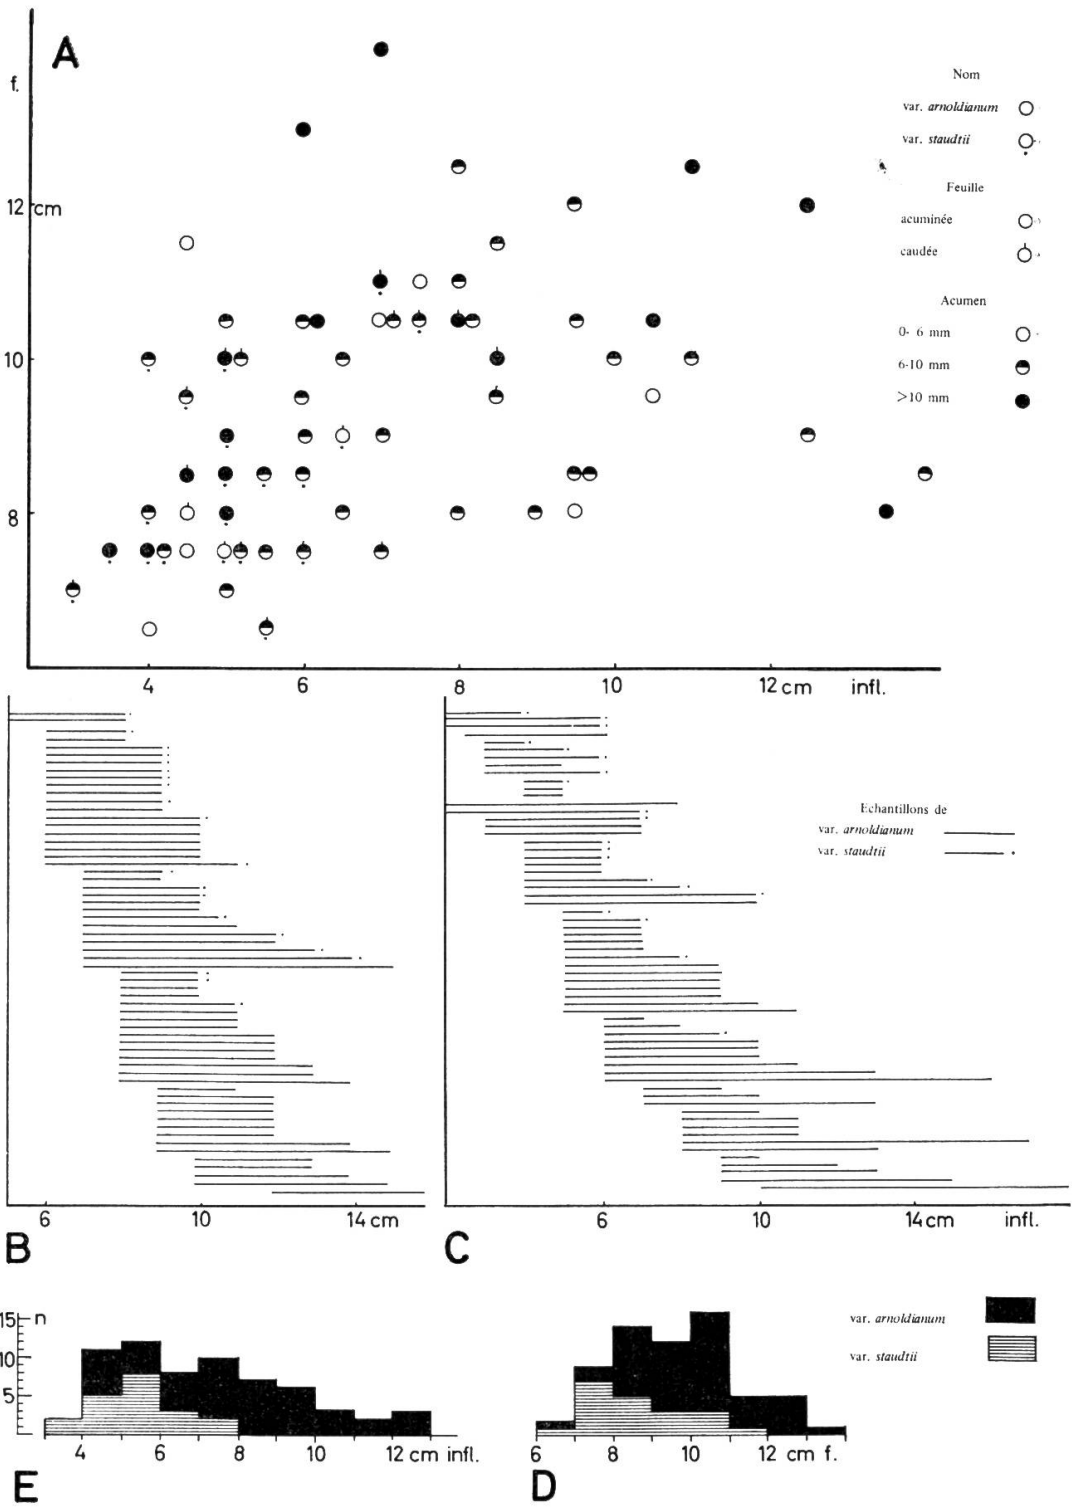 A
f.
Nom
var. arnoldianum
var. staudtii
12 cm
Feuille
acuminée
caudée
Acumen
0- 6 mm
6-10 mm
>10 mm
10
8
4 6 8 10 12 cm infl.
Echantillons de
var. arnoldianum
var. staudtii
6 10 14 cm
6 10 14 cm infl.
B
C
15 n
10
5
var. arnoldianum
var. staudtii
4 6 8 10 12 cm infl.
6 8 10 12 cm f.
E
D